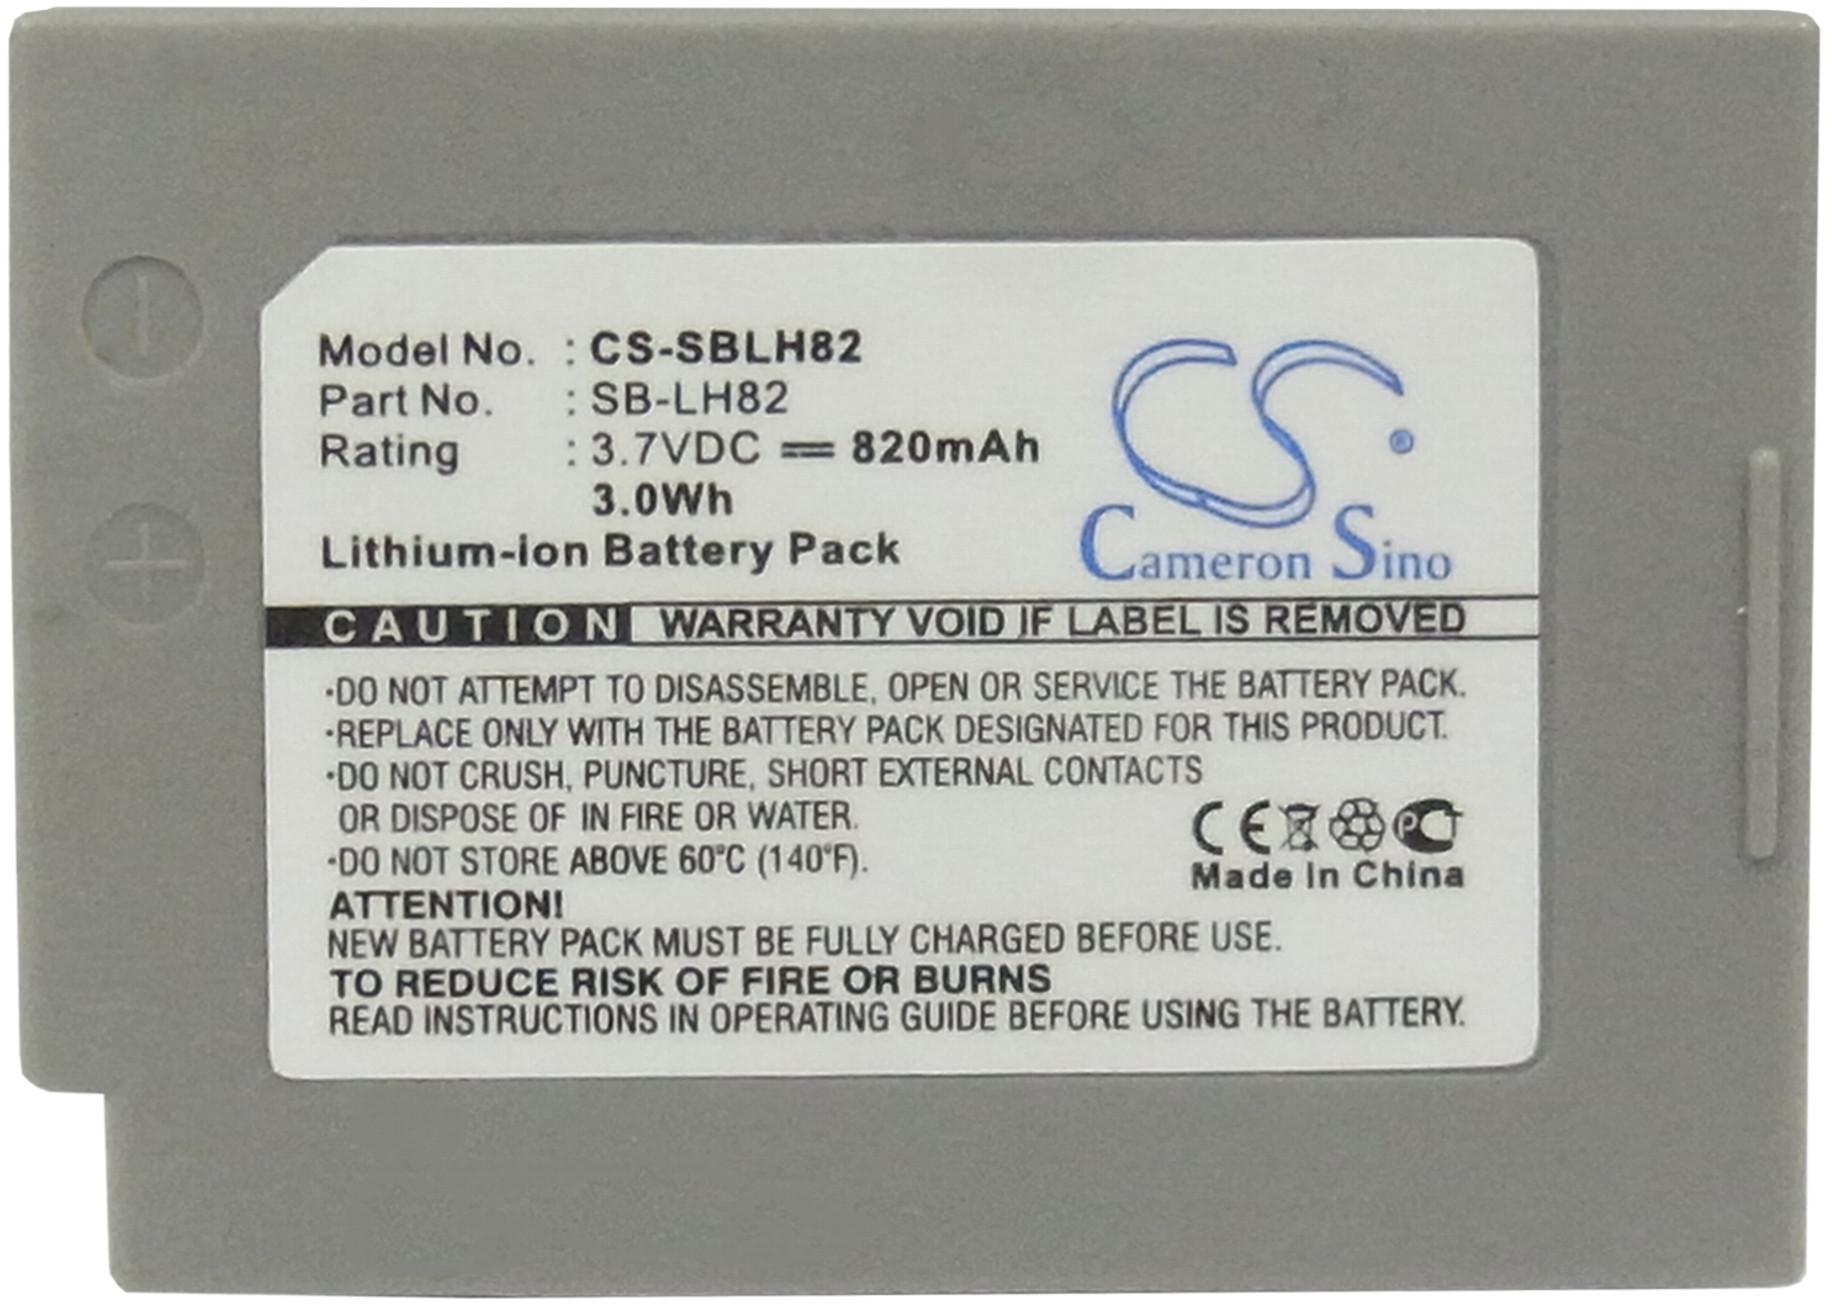 Model No. : CS-SBLH82
Part No. : SB-LH82
Rating : 3.7VDC ⎓ 820mAh
3.0Wh
Lithium-ion Battery Pack
CS®
Cameron Sino
CAUTION WARRANTY VOID IF LABEL IS REMOVED
·DO NOT ATTEMPT TO DISASSEMBLE, OPEN OR SERVICE THE BATTERY PACK.
·REPLACE ONLY WITH THE BATTERY PACK DESIGNATED FOR THIS PRODUCT.
·DO NOT CRUSH, PUNCTURE, SHORT EXTERNAL CONTACTS
OR DISPOSE OF IN FIRE OR WATER.
·DO NOT STORE ABOVE 60°C (140°F).
CE PCT
Made in China
ATTENTION!
NEW BATTERY PACK MUST BE FULLY CHARGED BEFORE USE.
TO REDUCE RISK OF FIRE OR BURNS
READ INSTRUCTIONS IN OPERATING GUIDE BEFORE USING THE BATTERY.